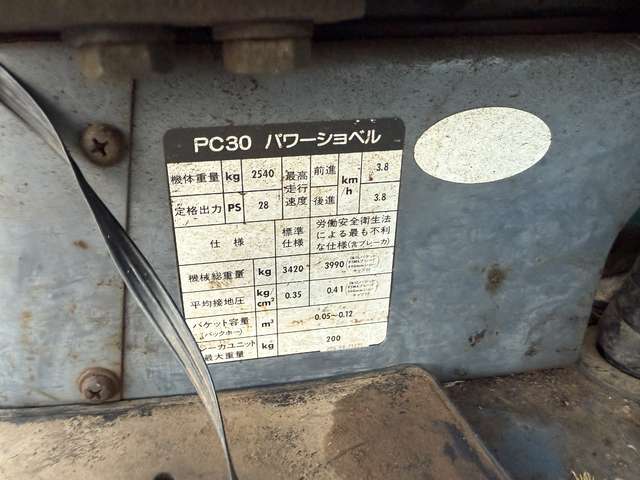 PC30 パワーショベル
機体重量 kg 2540 最高走行速度 km/h 前進 3.8
定格出力 PS 28 後進 3.8
仕様 標準仕様 労働安全衛生法による最も不利な仕様(含ブレーカ)
機械総重量 kg 3420 3990
平均接地圧 kg/cm² 0.35 0.41
バケット容量(バックホー) m³ 0.05~0.12
レーカユニット最大重量 kg 200